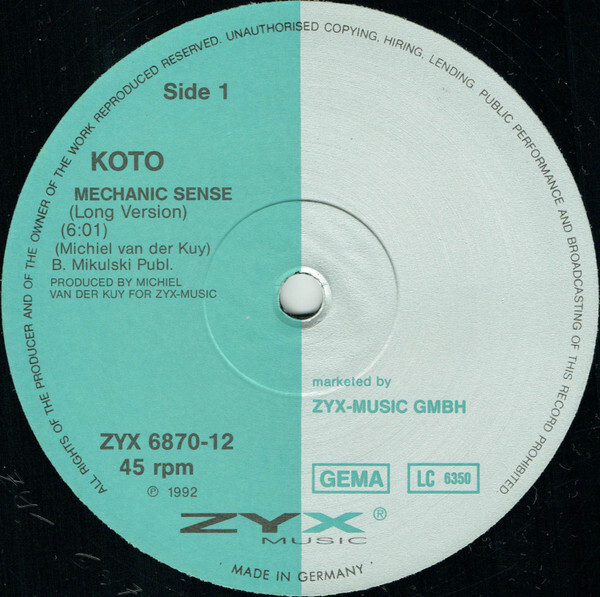 ALL RIGHTS OF THE PRODUCER AND OF THE OWNER OF THE WORK REPRODUCED RESERVED. UNAUTHORISED COPYING, HIRING, LENDING PUBLIC PERFORMANCE AND BROADCASTING OF THIS RECORD PROHIBITED.
Side 1
KOTO
MECHANIC SENSE
(Long Version)
(6:01)
(Michiel van der Kuy)
B. Mikulski Publ.
PRODUCED BY MICHIEL
VAN DER KUY FOR ZYX-MUSIC
marketed by
ZYX-MUSIC GMBH
ZYX 6870-12
45 rpm
℗ 1992
GEMA
LC 6350
ZYX®
MUSIC
· MADE IN GERMANY ·